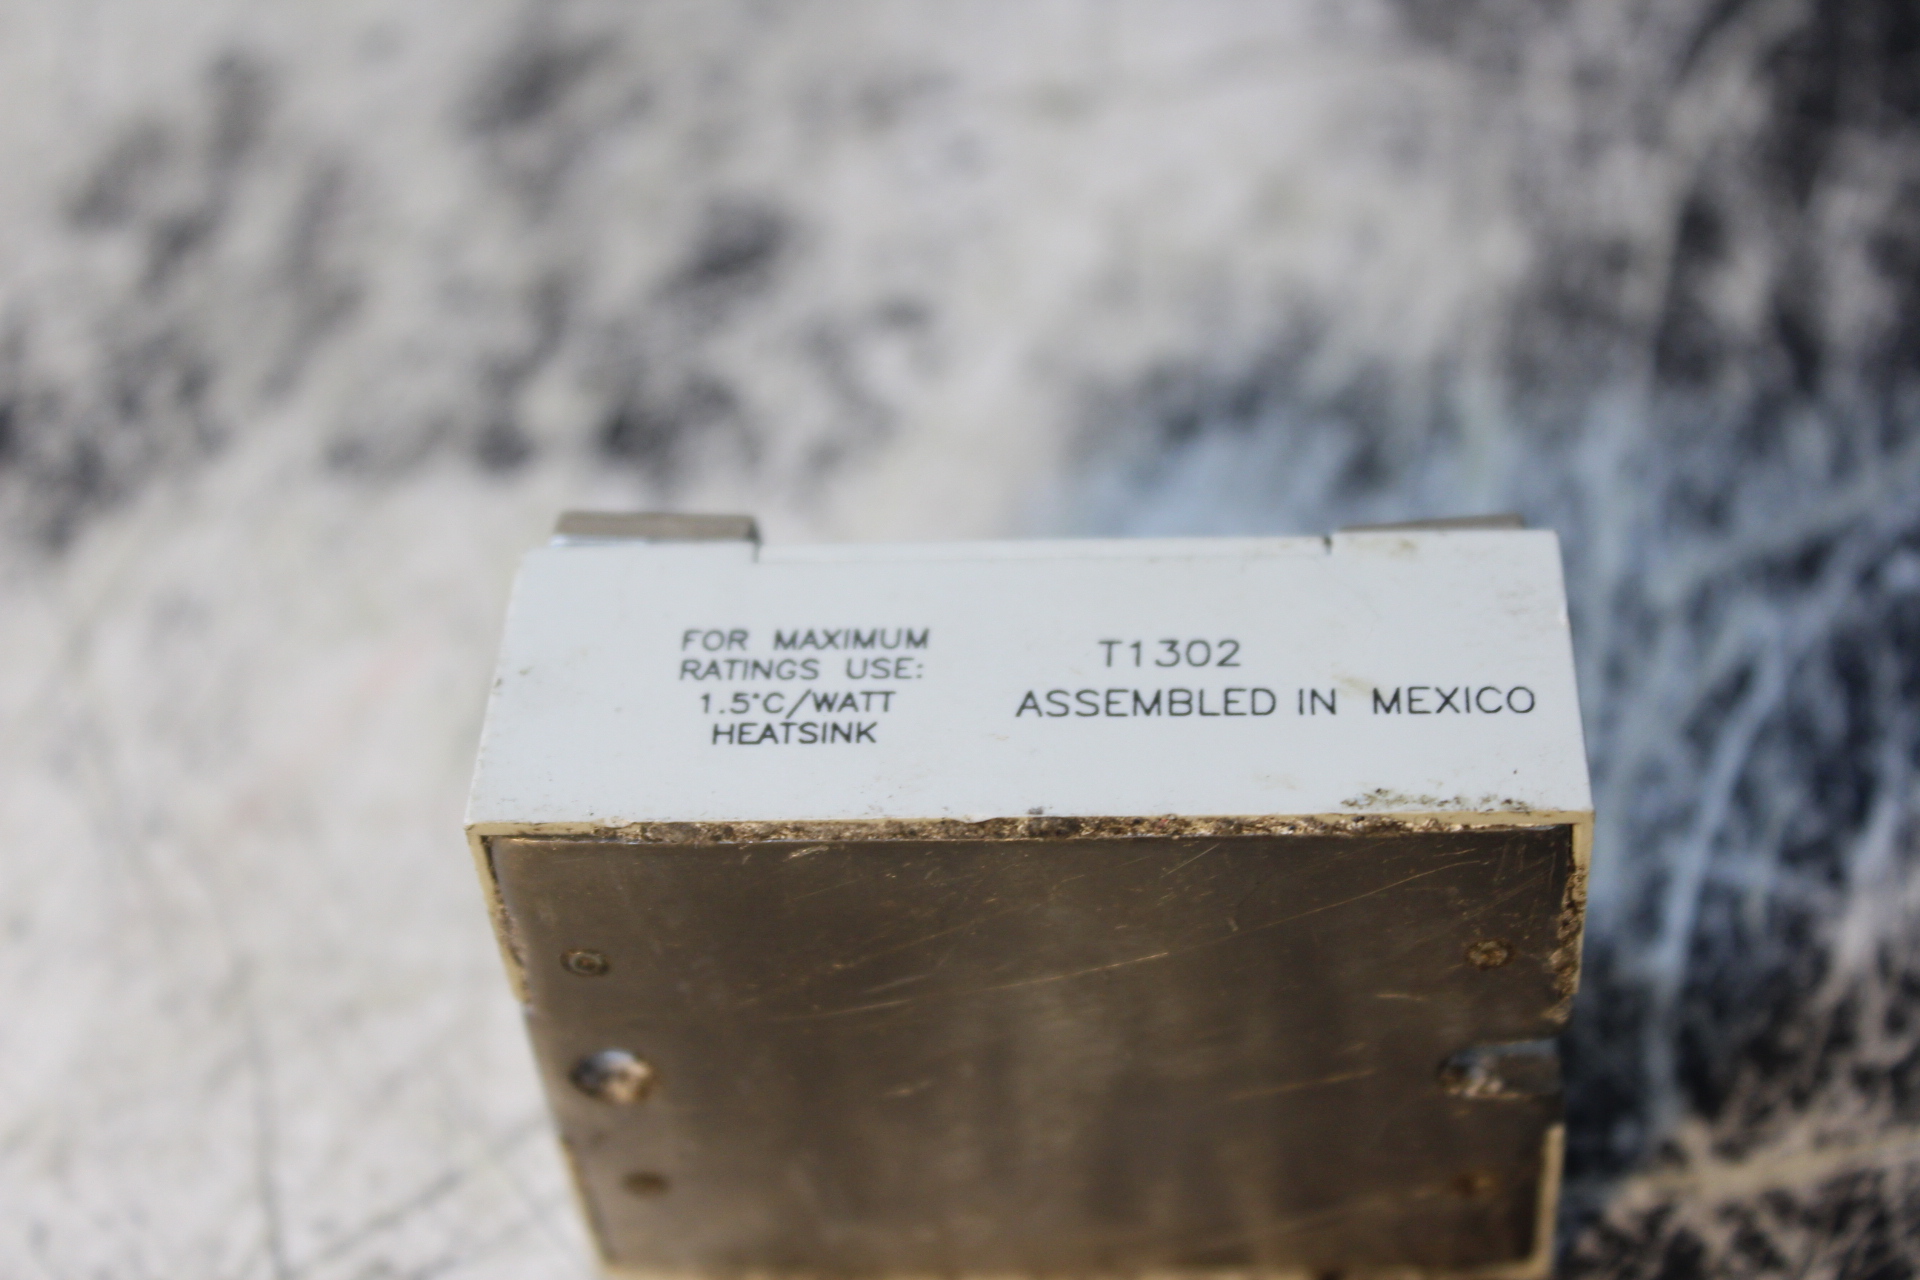 FOR MAXIMUM
RATINGS USE:
1.5°C/WATT
HEATSINK
T1302
ASSEMBLED IN MEXICO